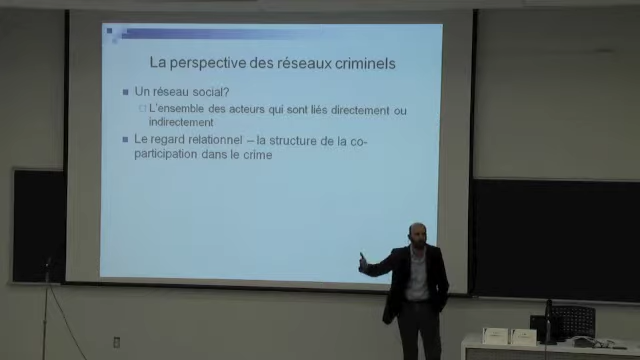 La perspective des réseaux criminels
Un réseau social?
L'ensemble des acteurs qui sont liés directement ou
indirectement
Le regard relationnel – la structure de la co-
participation dans le crime